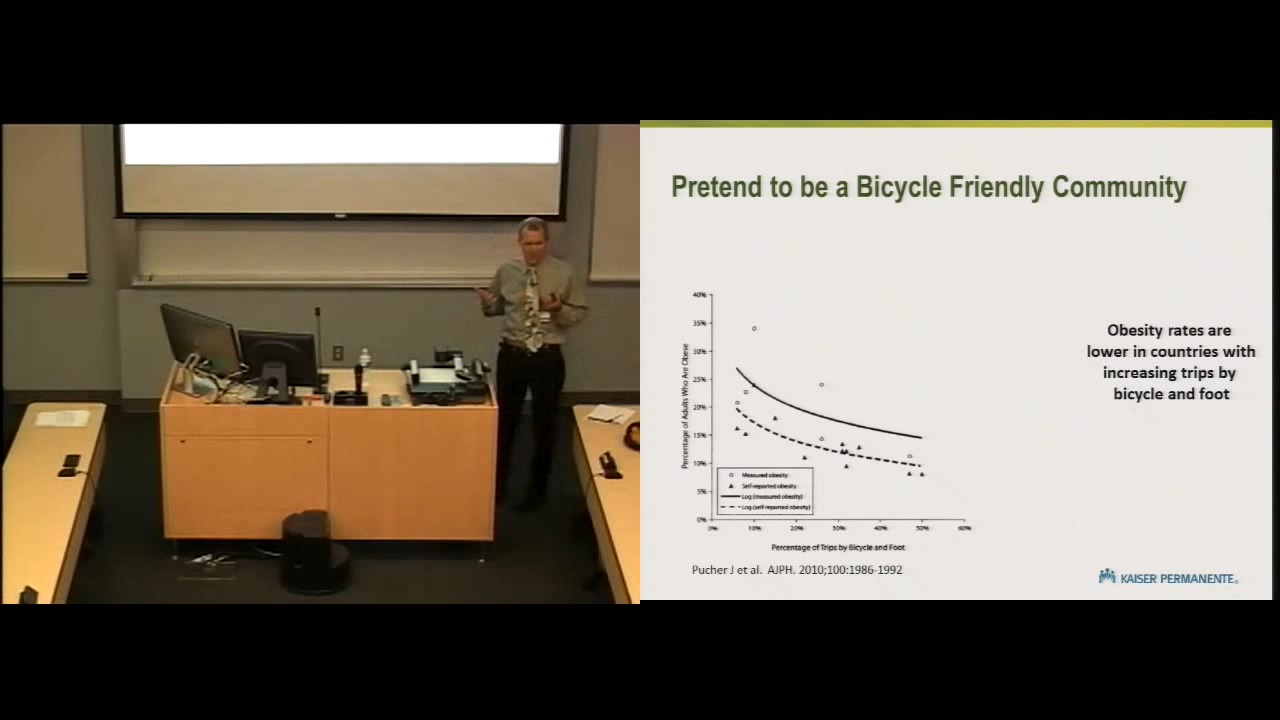 Pretend to be a Bicycle Friendly Community
Obesity rates are
lower in countries with
increasing trips by
bicycle and foot
Percentage of Adults Who Are Obese
40%
35%
30%
25%
20%
15%
10%
5%
0%
Measured obesity
Self-reported obesity
Log (measured obesity)
Log (self-reported obesity)
0% 10% 20% 30% 40% 50% 60%
Percentage of Trips by Bicycle and Foot
Pucher J et al. AJPH. 2010;100:1986-1992
KAISER PERMANENTE®